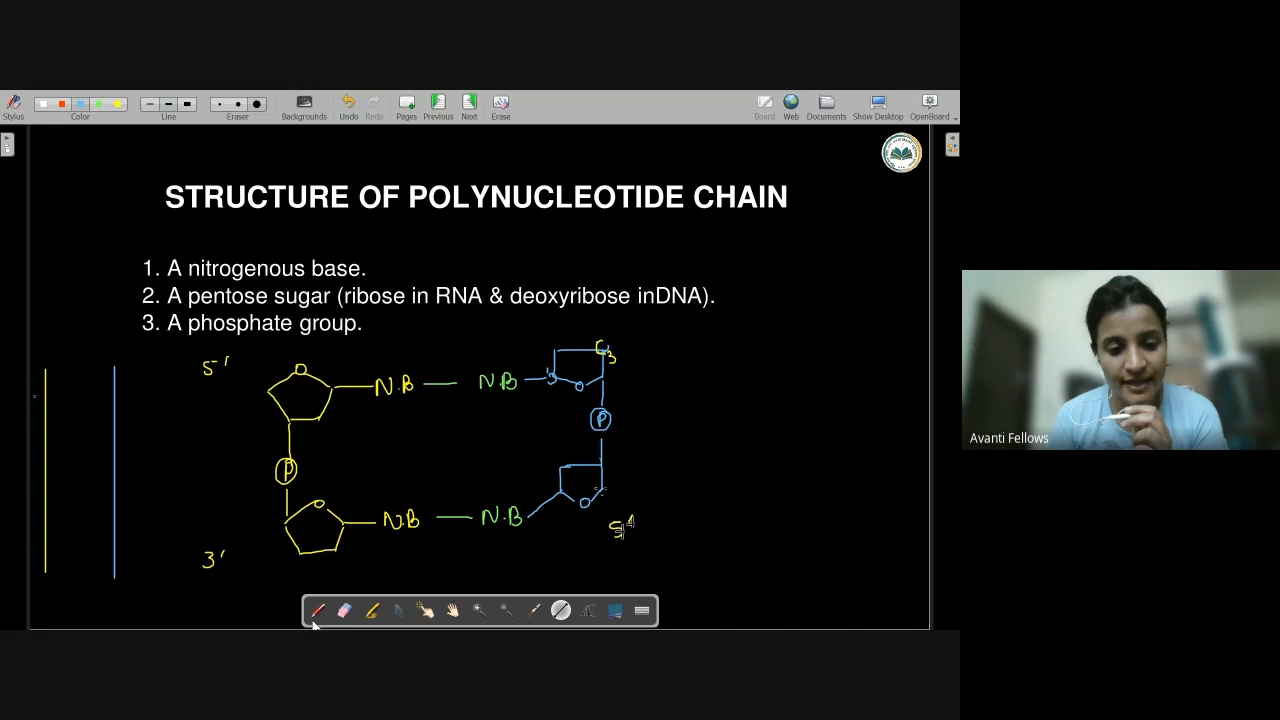 Stylus
Color
Line
Eraser
Backgrounds
Undo
Redo
Pages
Previous
Next
Erase
Board
Web
Documents
Show Desktop
OpenBoard
STRUCTURE OF POLYNUCLEOTIDE CHAIN
1. A nitrogenous base.
2. A pentose sugar (ribose in RNA & deoxyribose inDNA).
3. A phosphate group.
5'
O
N.B
N.B
O
C3
P
P
O
N.B
N.B
O
5'
3'
Avanti Fellows